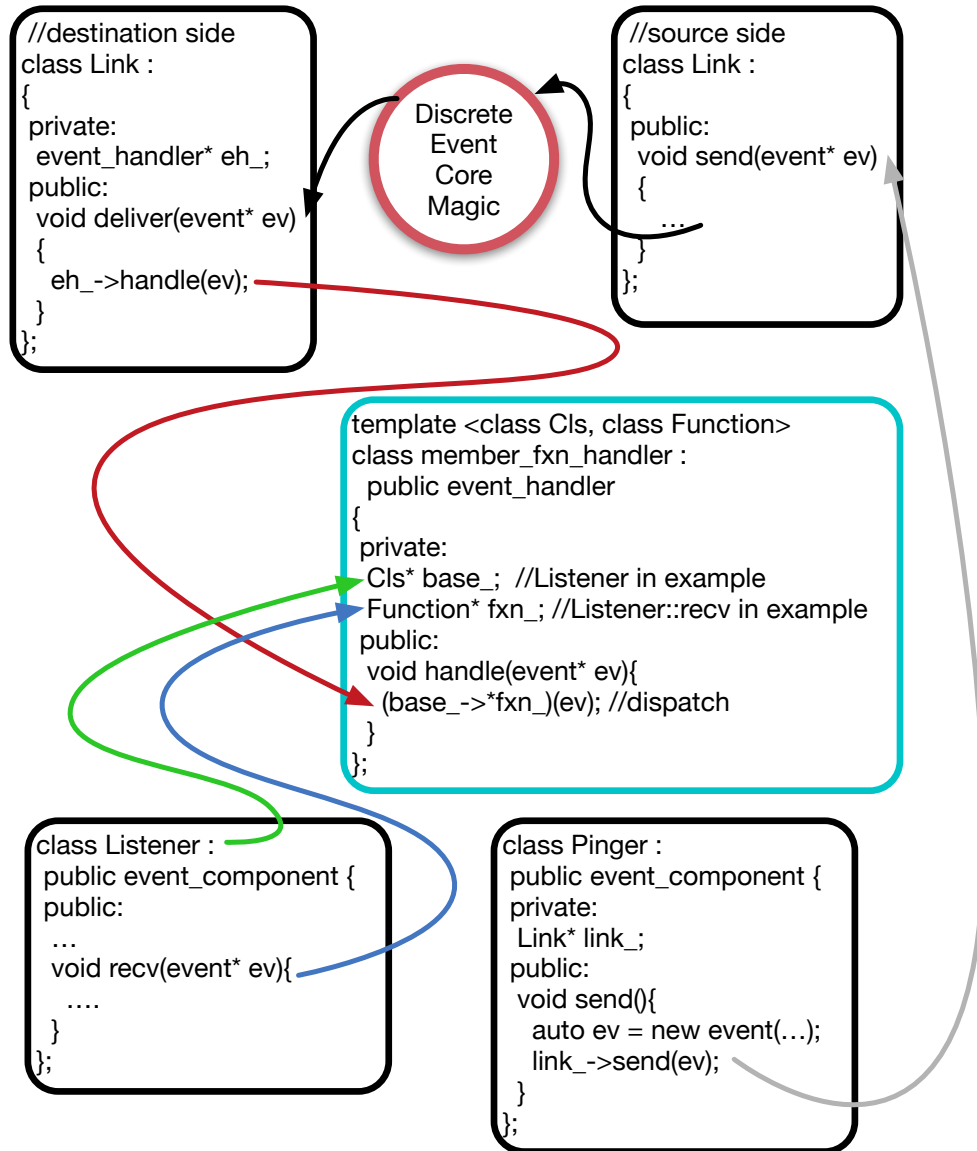 //destination side
class Link :
{
private:
event_handler* eh_;
public:
void deliver(event* ev)
{
eh_->handle(ev);
}
};
Discrete
Event
Core
Magic
//source side
class Link :
{
public:
void send(event* ev)
{
…
}
};
template <class Cls, class Function>
class member_fxn_handler :
public event_handler
{
private:
Cls* base_; //Listener in example
Function* fxn_; //Listener::recv in example
public:
void handle(event* ev){
(base_->*fxn_)(ev); //dispatch
}
};
class Listener :
public event_component {
public:
…
void recv(event* ev){
….
}
};
class Pinger :
public event_component {
private:
Link* link_;
public:
void send(){
auto ev = new event(…);
link_->send(ev);
}
};